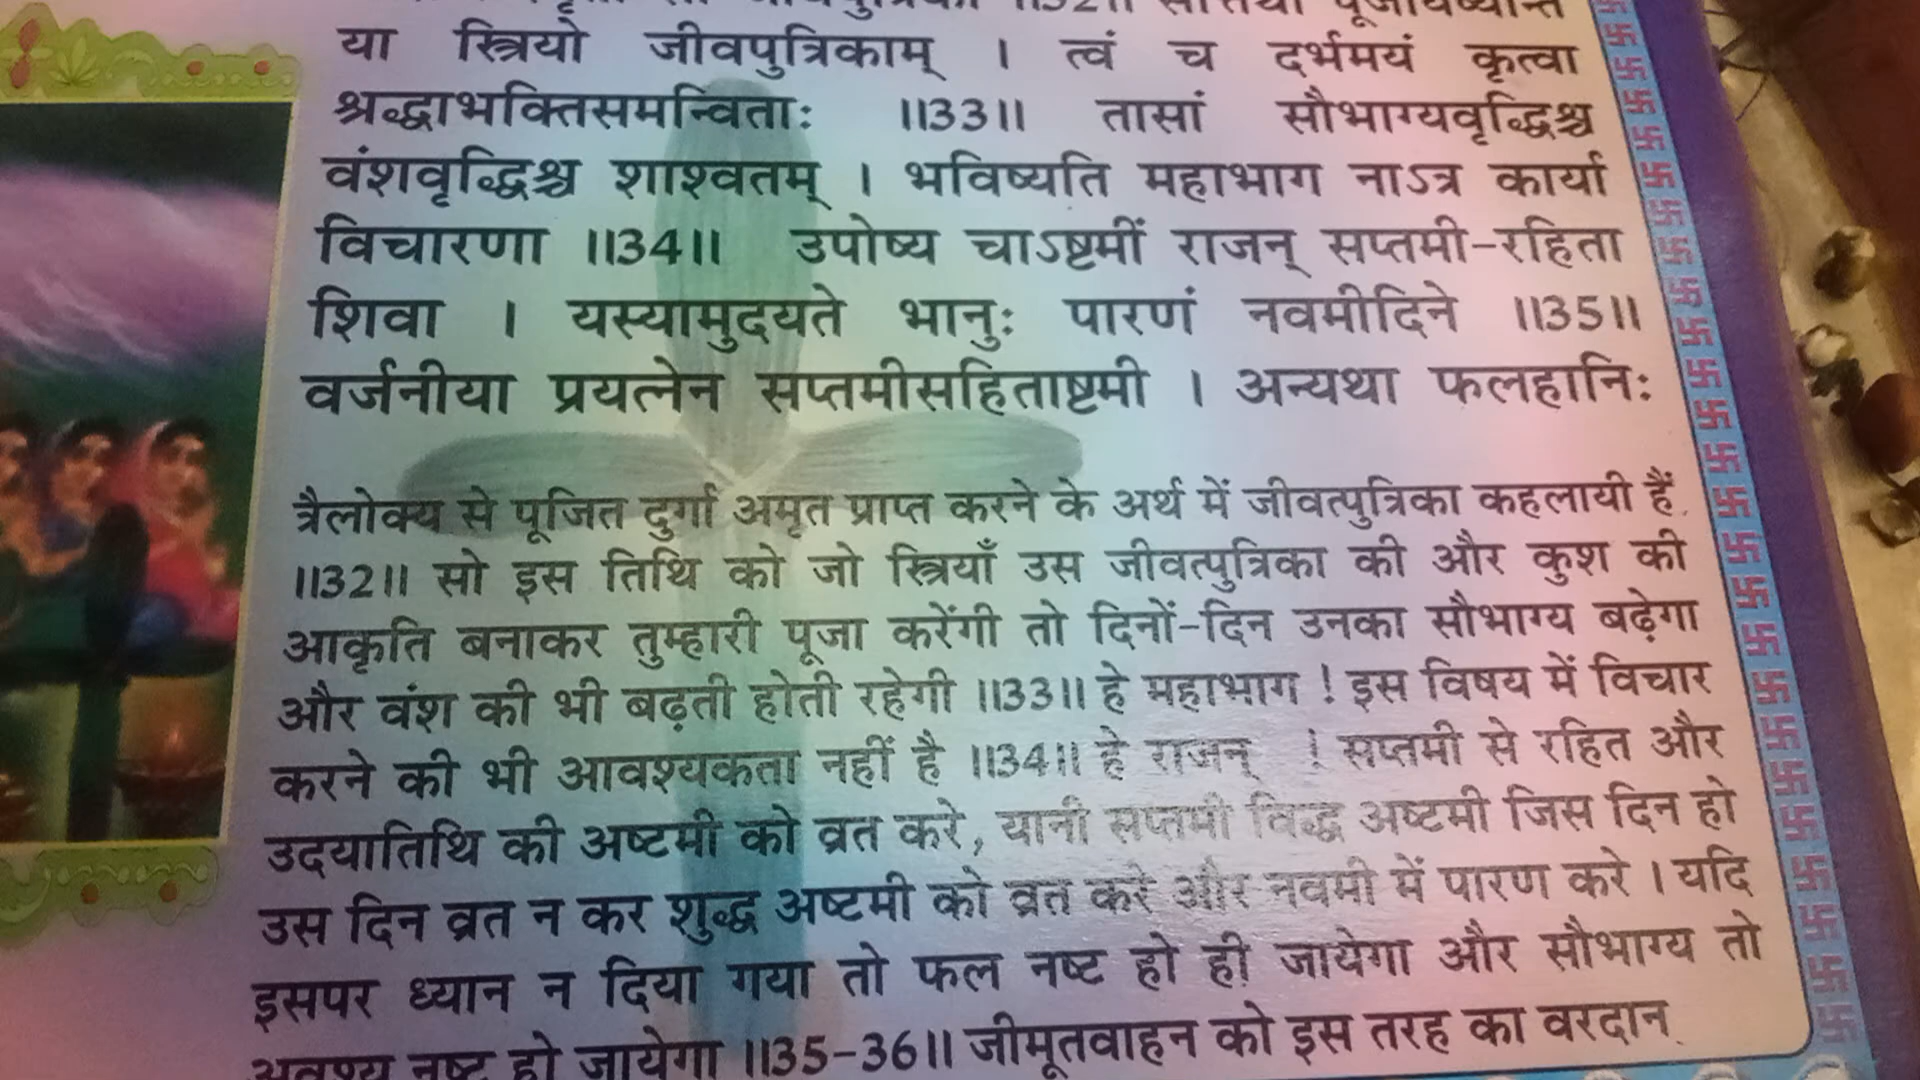 या स्त्रियो जीवपुत्रिकाम् । त्वं च दर्भमयं कृत्वा
श्रद्धाभक्तिसमन्विताः ॥33॥ तासां सौभाग्यवृद्धिश्च
वंशवृद्धिश्च शाश्वतम् । भविष्यति महाभाग नाऽत्र कार्या
विचारणा ॥34॥ उपोष्य चाऽष्टमीं राजन् सप्तमी-रहिता
शिवा । यस्यामुदयते भानुः पारणं नवमीदिने ॥35॥
वर्जनीया प्रयत्नेन सप्तमीसहिताष्टमी । अन्यथा फलहानिः
त्रैलोक्य से पूजित दुर्गा अमृत प्राप्त करने के अर्थ में जीवत्पुत्रिका कहलायी हैं
॥32॥ सो इस तिथि को जो स्त्रियाँ उस जीवत्पुत्रिका की और कुश की
आकृति बनाकर तुम्हारी पूजा करेंगी तो दिनों-दिन उनका सौभाग्य बढ़ेगा
और वंश की भी बढ़ती होती रहेगी ॥33॥ हे महाभाग ! इस विषय में विचार
करने की भी आवश्यकता नहीं है ॥34॥ हे राजन् ! सप्तमी से रहित और
उदयातिथि की अष्टमी को व्रत करे, यानी सप्तमी विद्ध अष्टमी जिस दिन हो
उस दिन व्रत न कर शुद्ध अष्टमी को व्रत करे और नवमी में पारण करे । यदि
इसपर ध्यान न दिया गया तो फल नष्ट हो ही जायेगा और सौभाग्य तो
अवश्य नष्ट हो जायेगा ॥35-36॥ जीमूतवाहन को इस तरह का वरदान